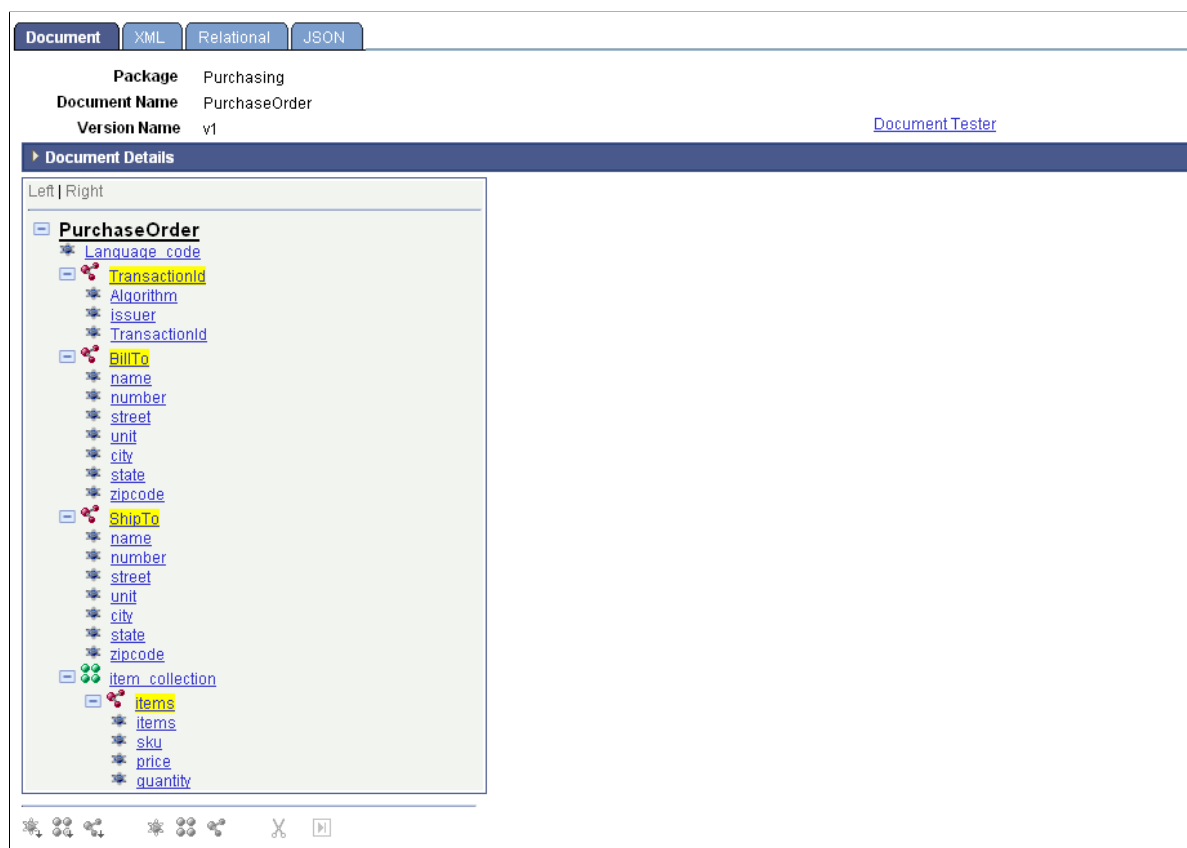 Document XML Relational JSON
Package Purchasing
Document Name PurchaseOrder
Version Name v1
Document Tester
Document Details
Left | Right
PurchaseOrder
Language_code
TransactionId
Algorithm
issuer
TransactionId
BillTo
name
number
street
unit
city
state
zipcode
ShipTo
name
number
street
unit
city
state
zipcode
item_collection
items
items
sku
price
quantity